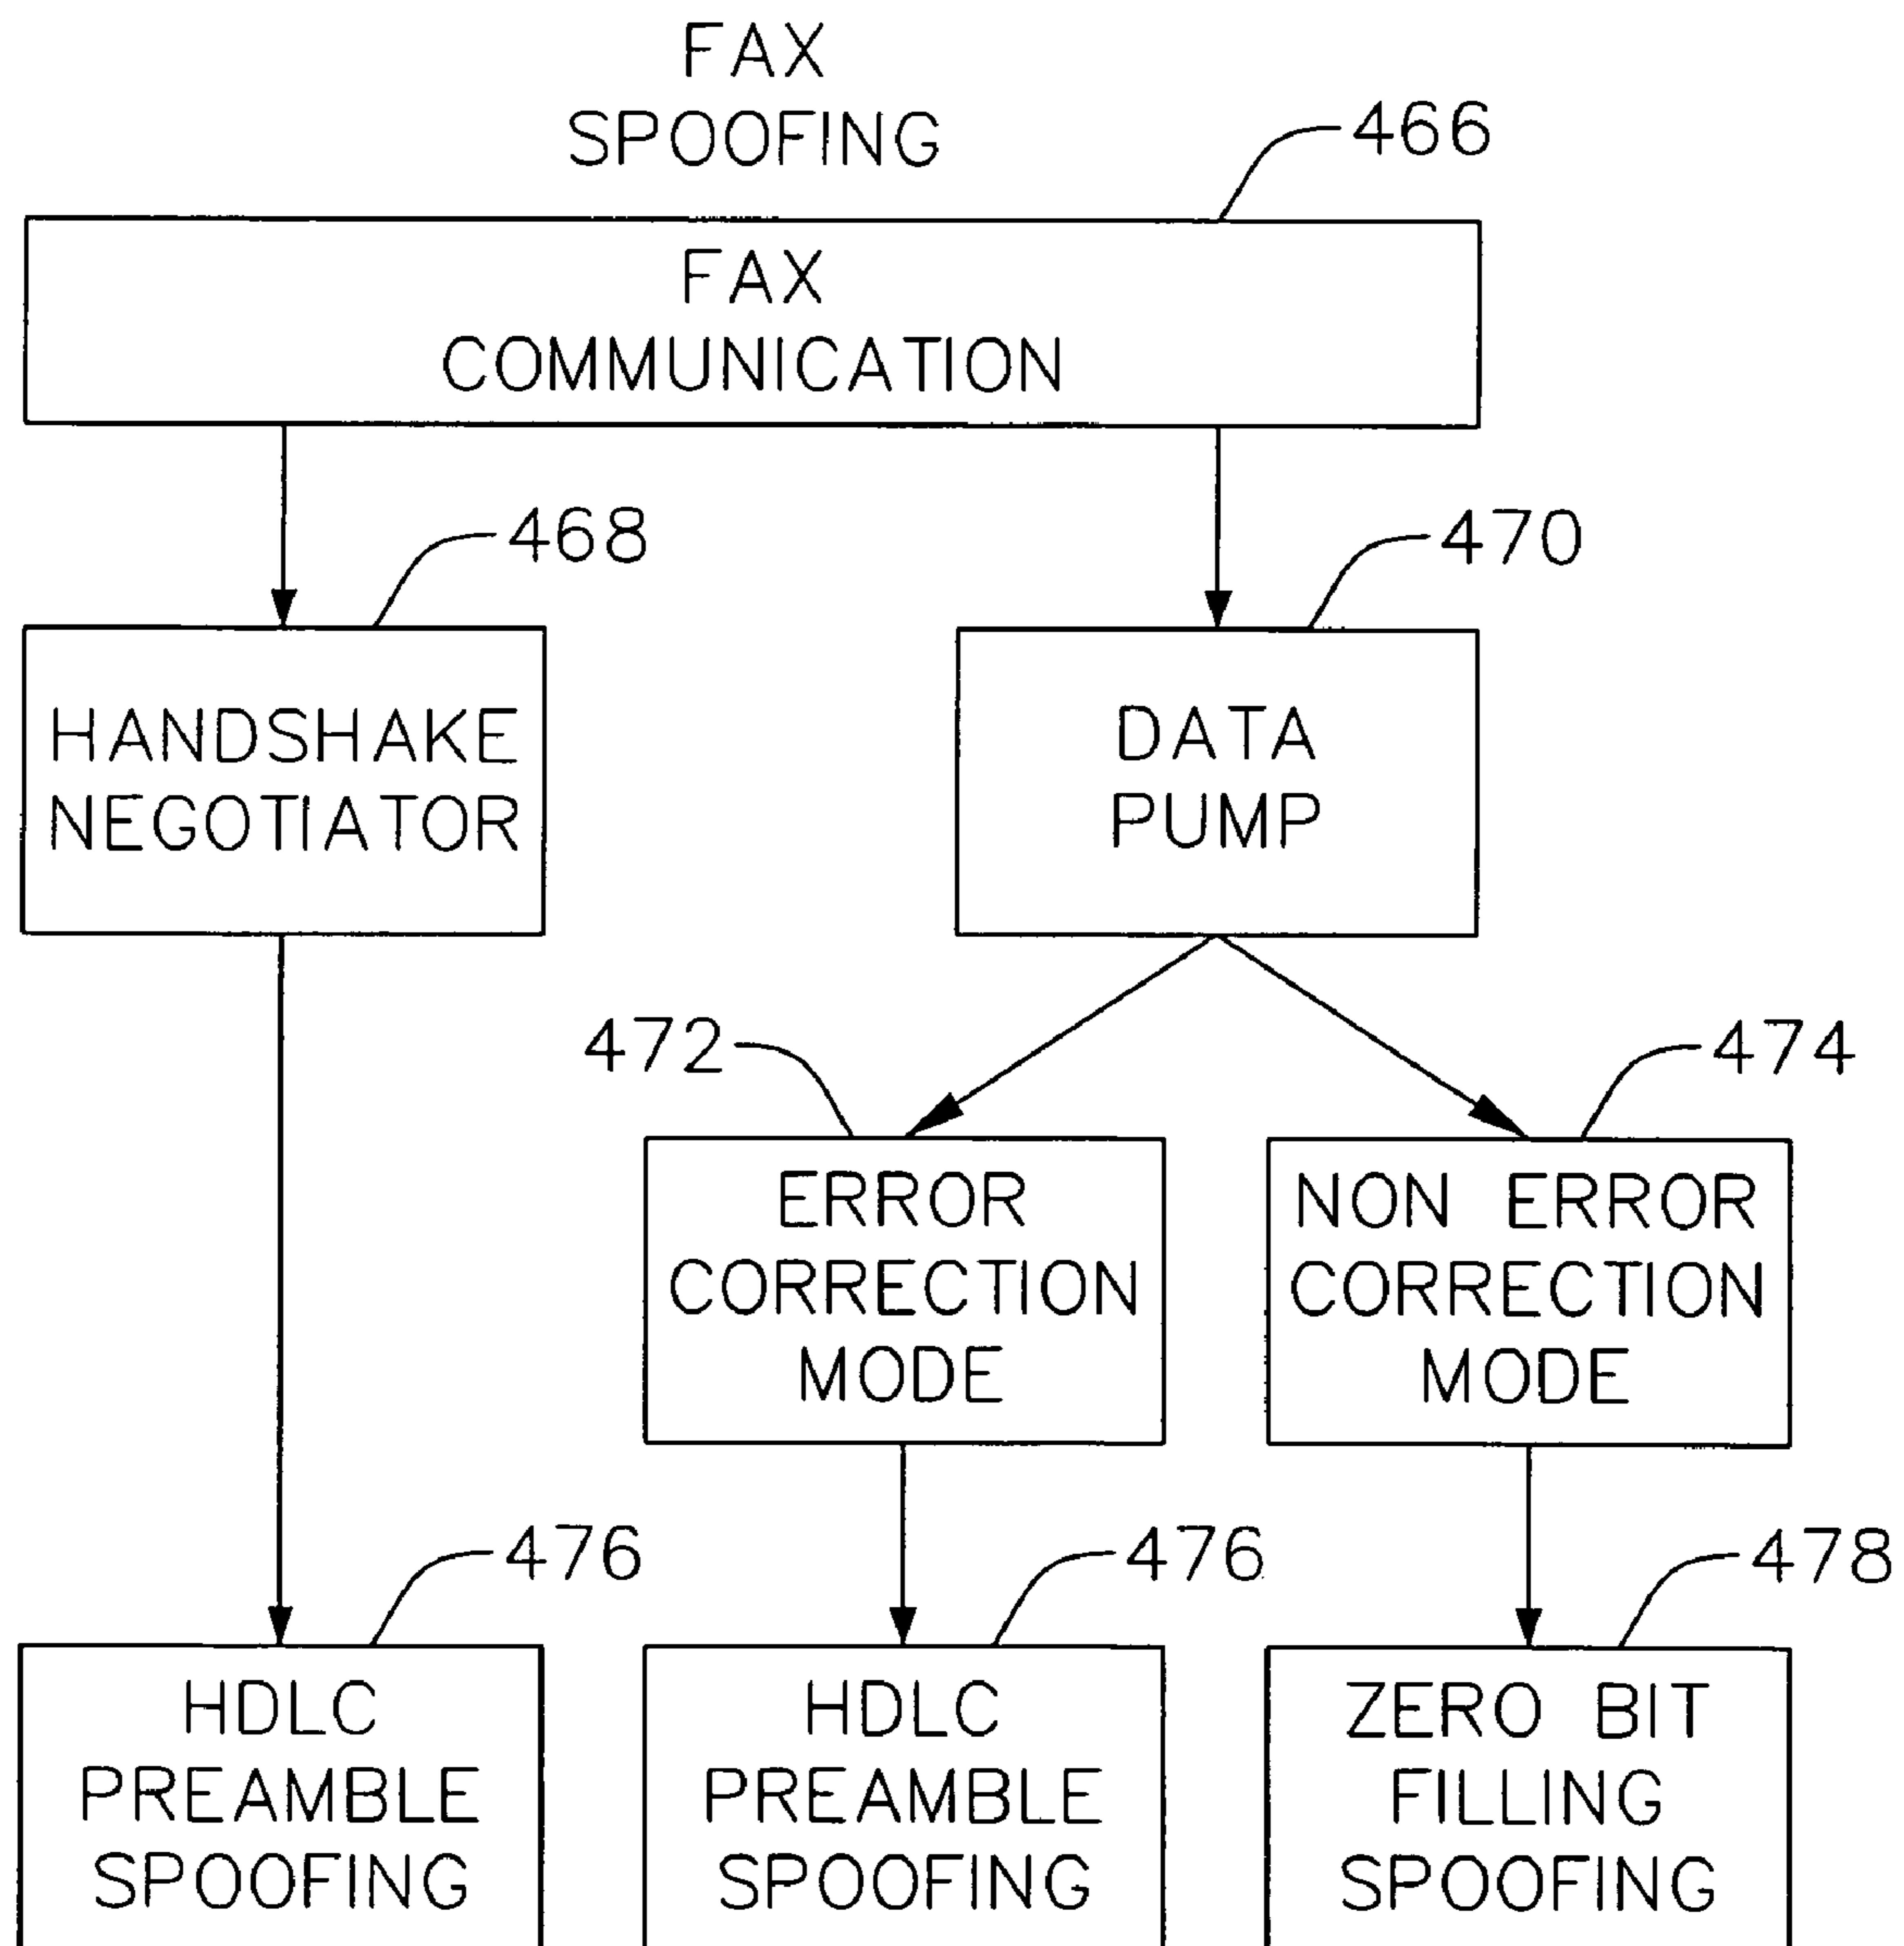 FAX
SPOOFING
466
FAX
COMMUNICATION
468
470
HANDSHAKE
NEGOTIATOR
DATA
PUMP
472
474
ERROR
CORRECTION
MODE
NON ERROR
CORRECTION
MODE
476
476
478
HDLC
PREAMBLE
SPOOFING
HDLC
PREAMBLE
SPOOFING
ZERO BIT
FILLING
SPOOFING